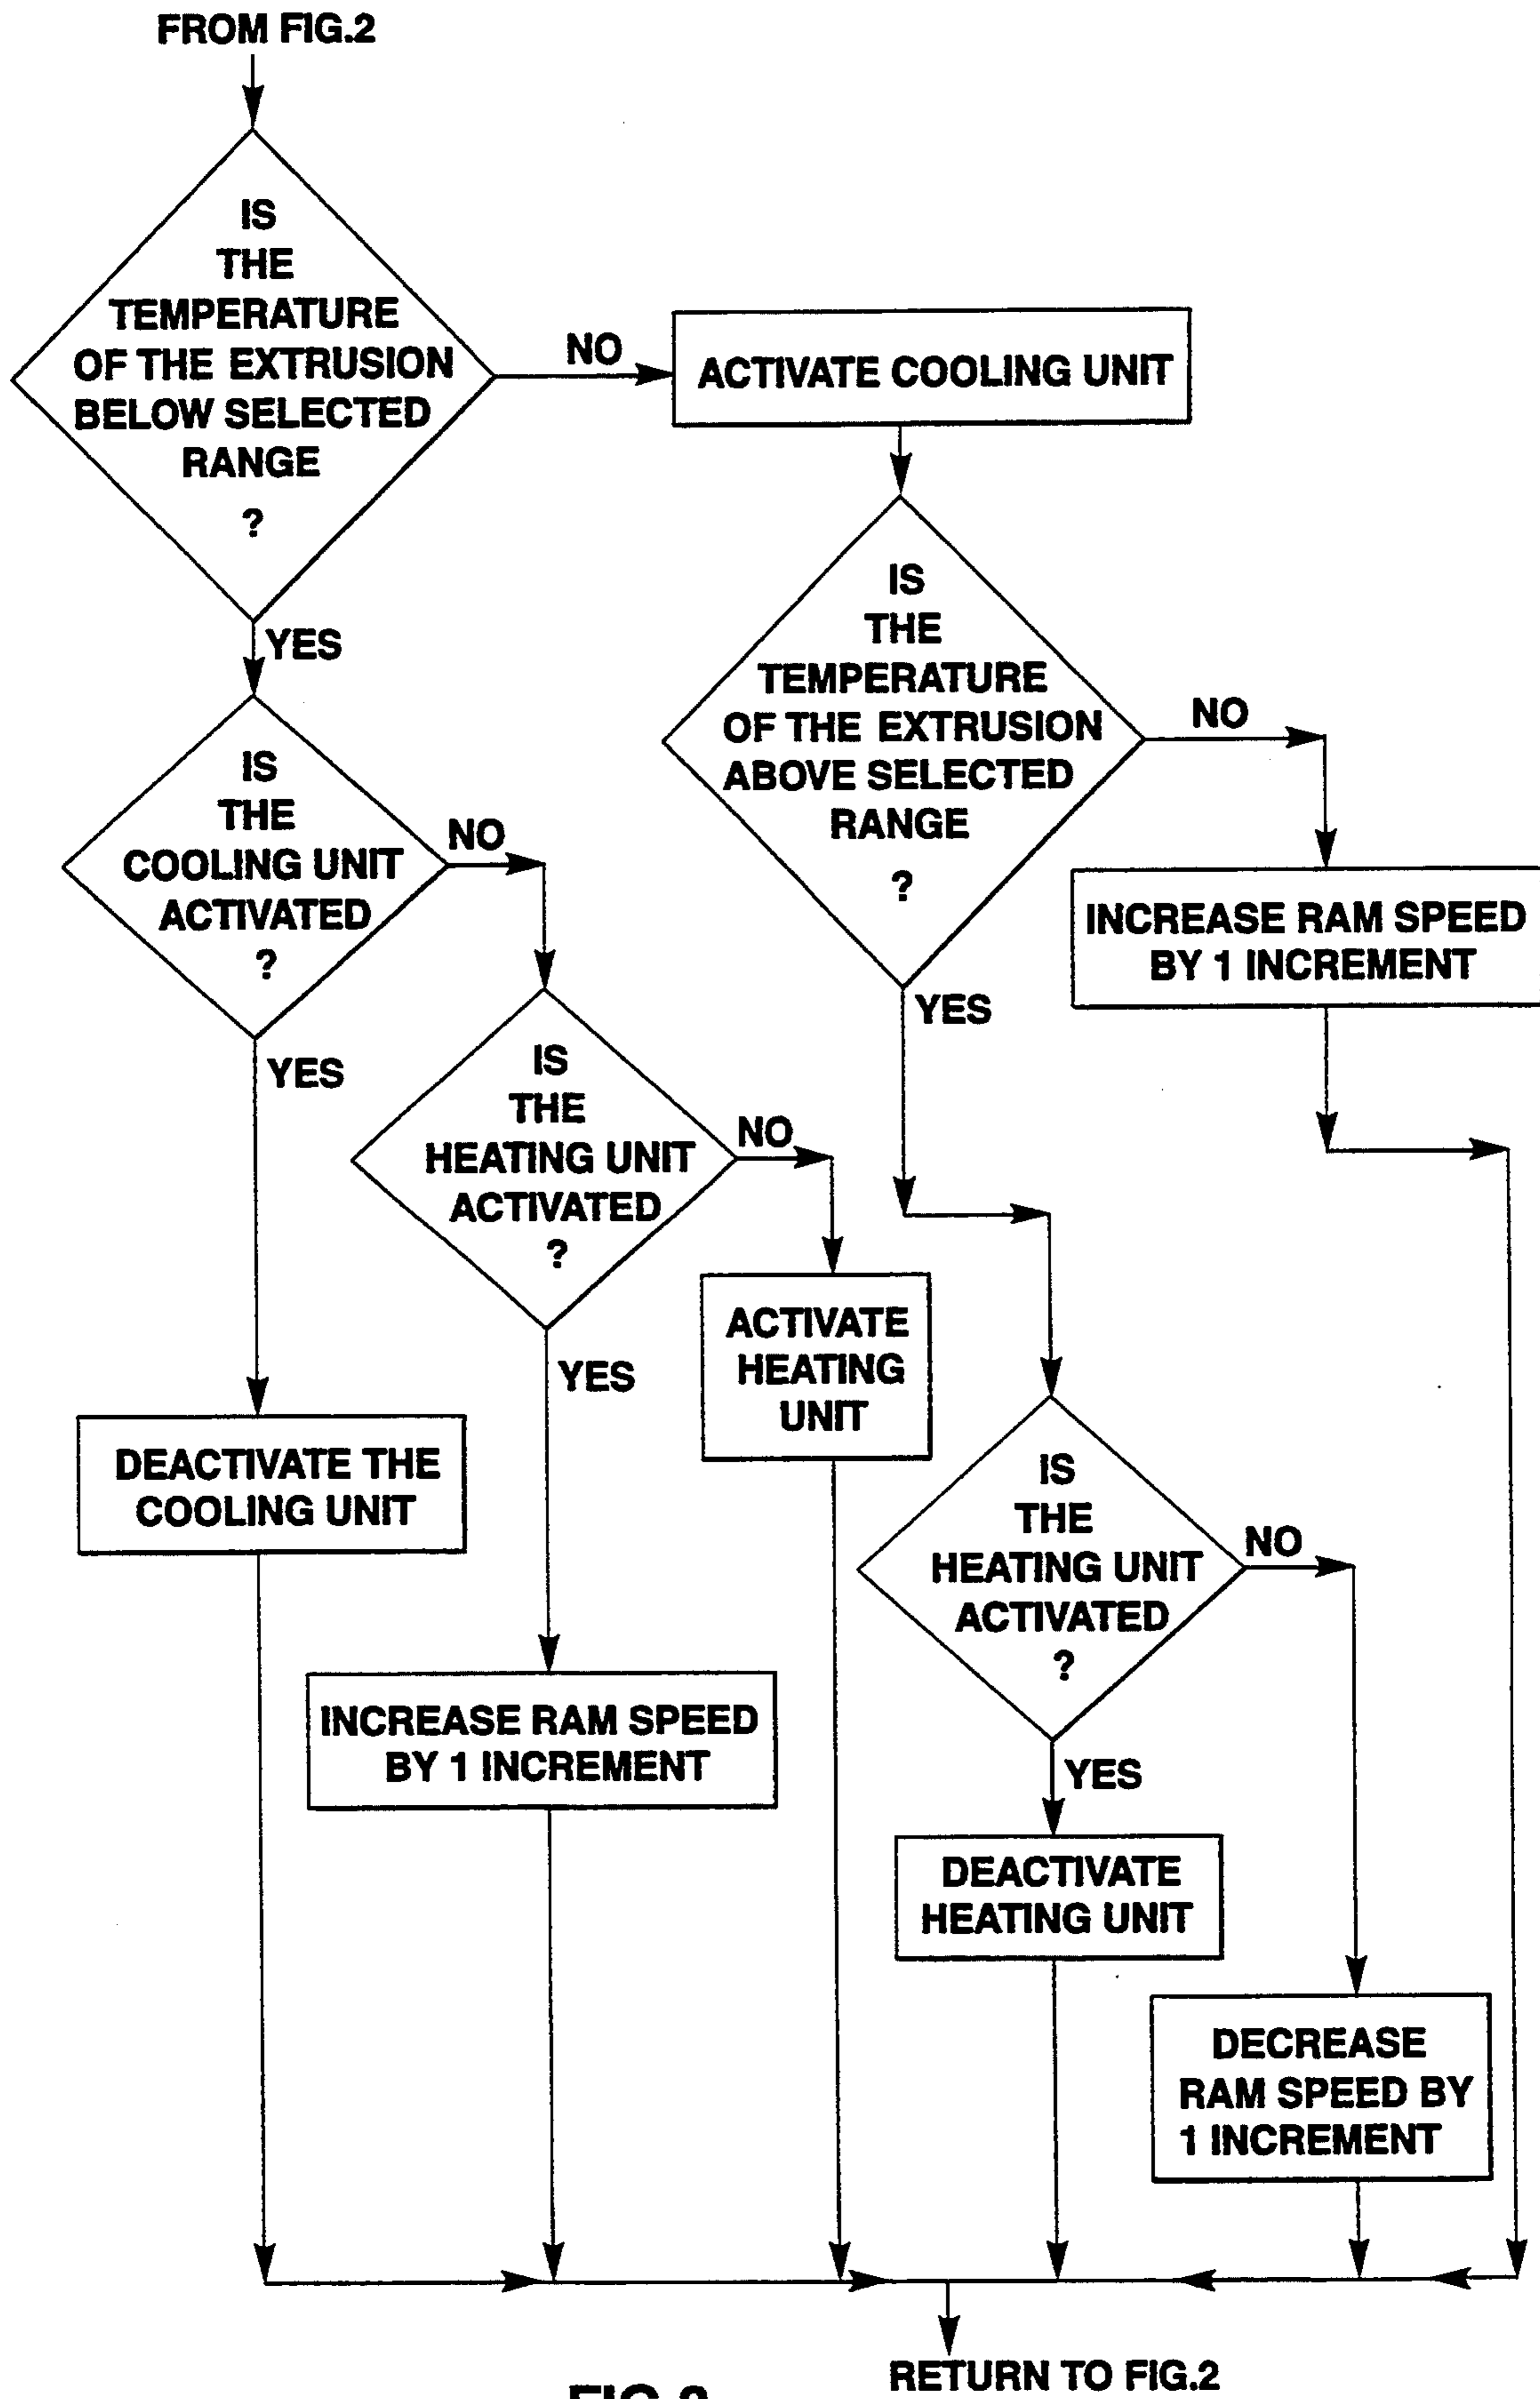 FROM FIG.2
IS
THE
TEMPERATURE
OF THE EXTRUSION
BELOW SELECTED
RANGE
?
NO
ACTIVATE COOLING UNIT
YES
IS
THE
TEMPERATURE
OF THE EXTRUSION
ABOVE SELECTED
RANGE
?
NO
INCREASE RAM SPEED
BY 1 INCREMENT
YES
IS
THE
COOLING UNIT
ACTIVATED
?
NO
YES
IS
THE
HEATING UNIT
ACTIVATED
?
NO
ACTIVATE
HEATING
UNIT
YES
DEACTIVATE THE
COOLING UNIT
INCREASE RAM SPEED
BY 1 INCREMENT
IS
THE
HEATING UNIT
ACTIVATED
?
NO
YES
DEACTIVATE
HEATING UNIT
DECREASE
RAM SPEED BY
1 INCREMENT
RETURN TO FIG.2